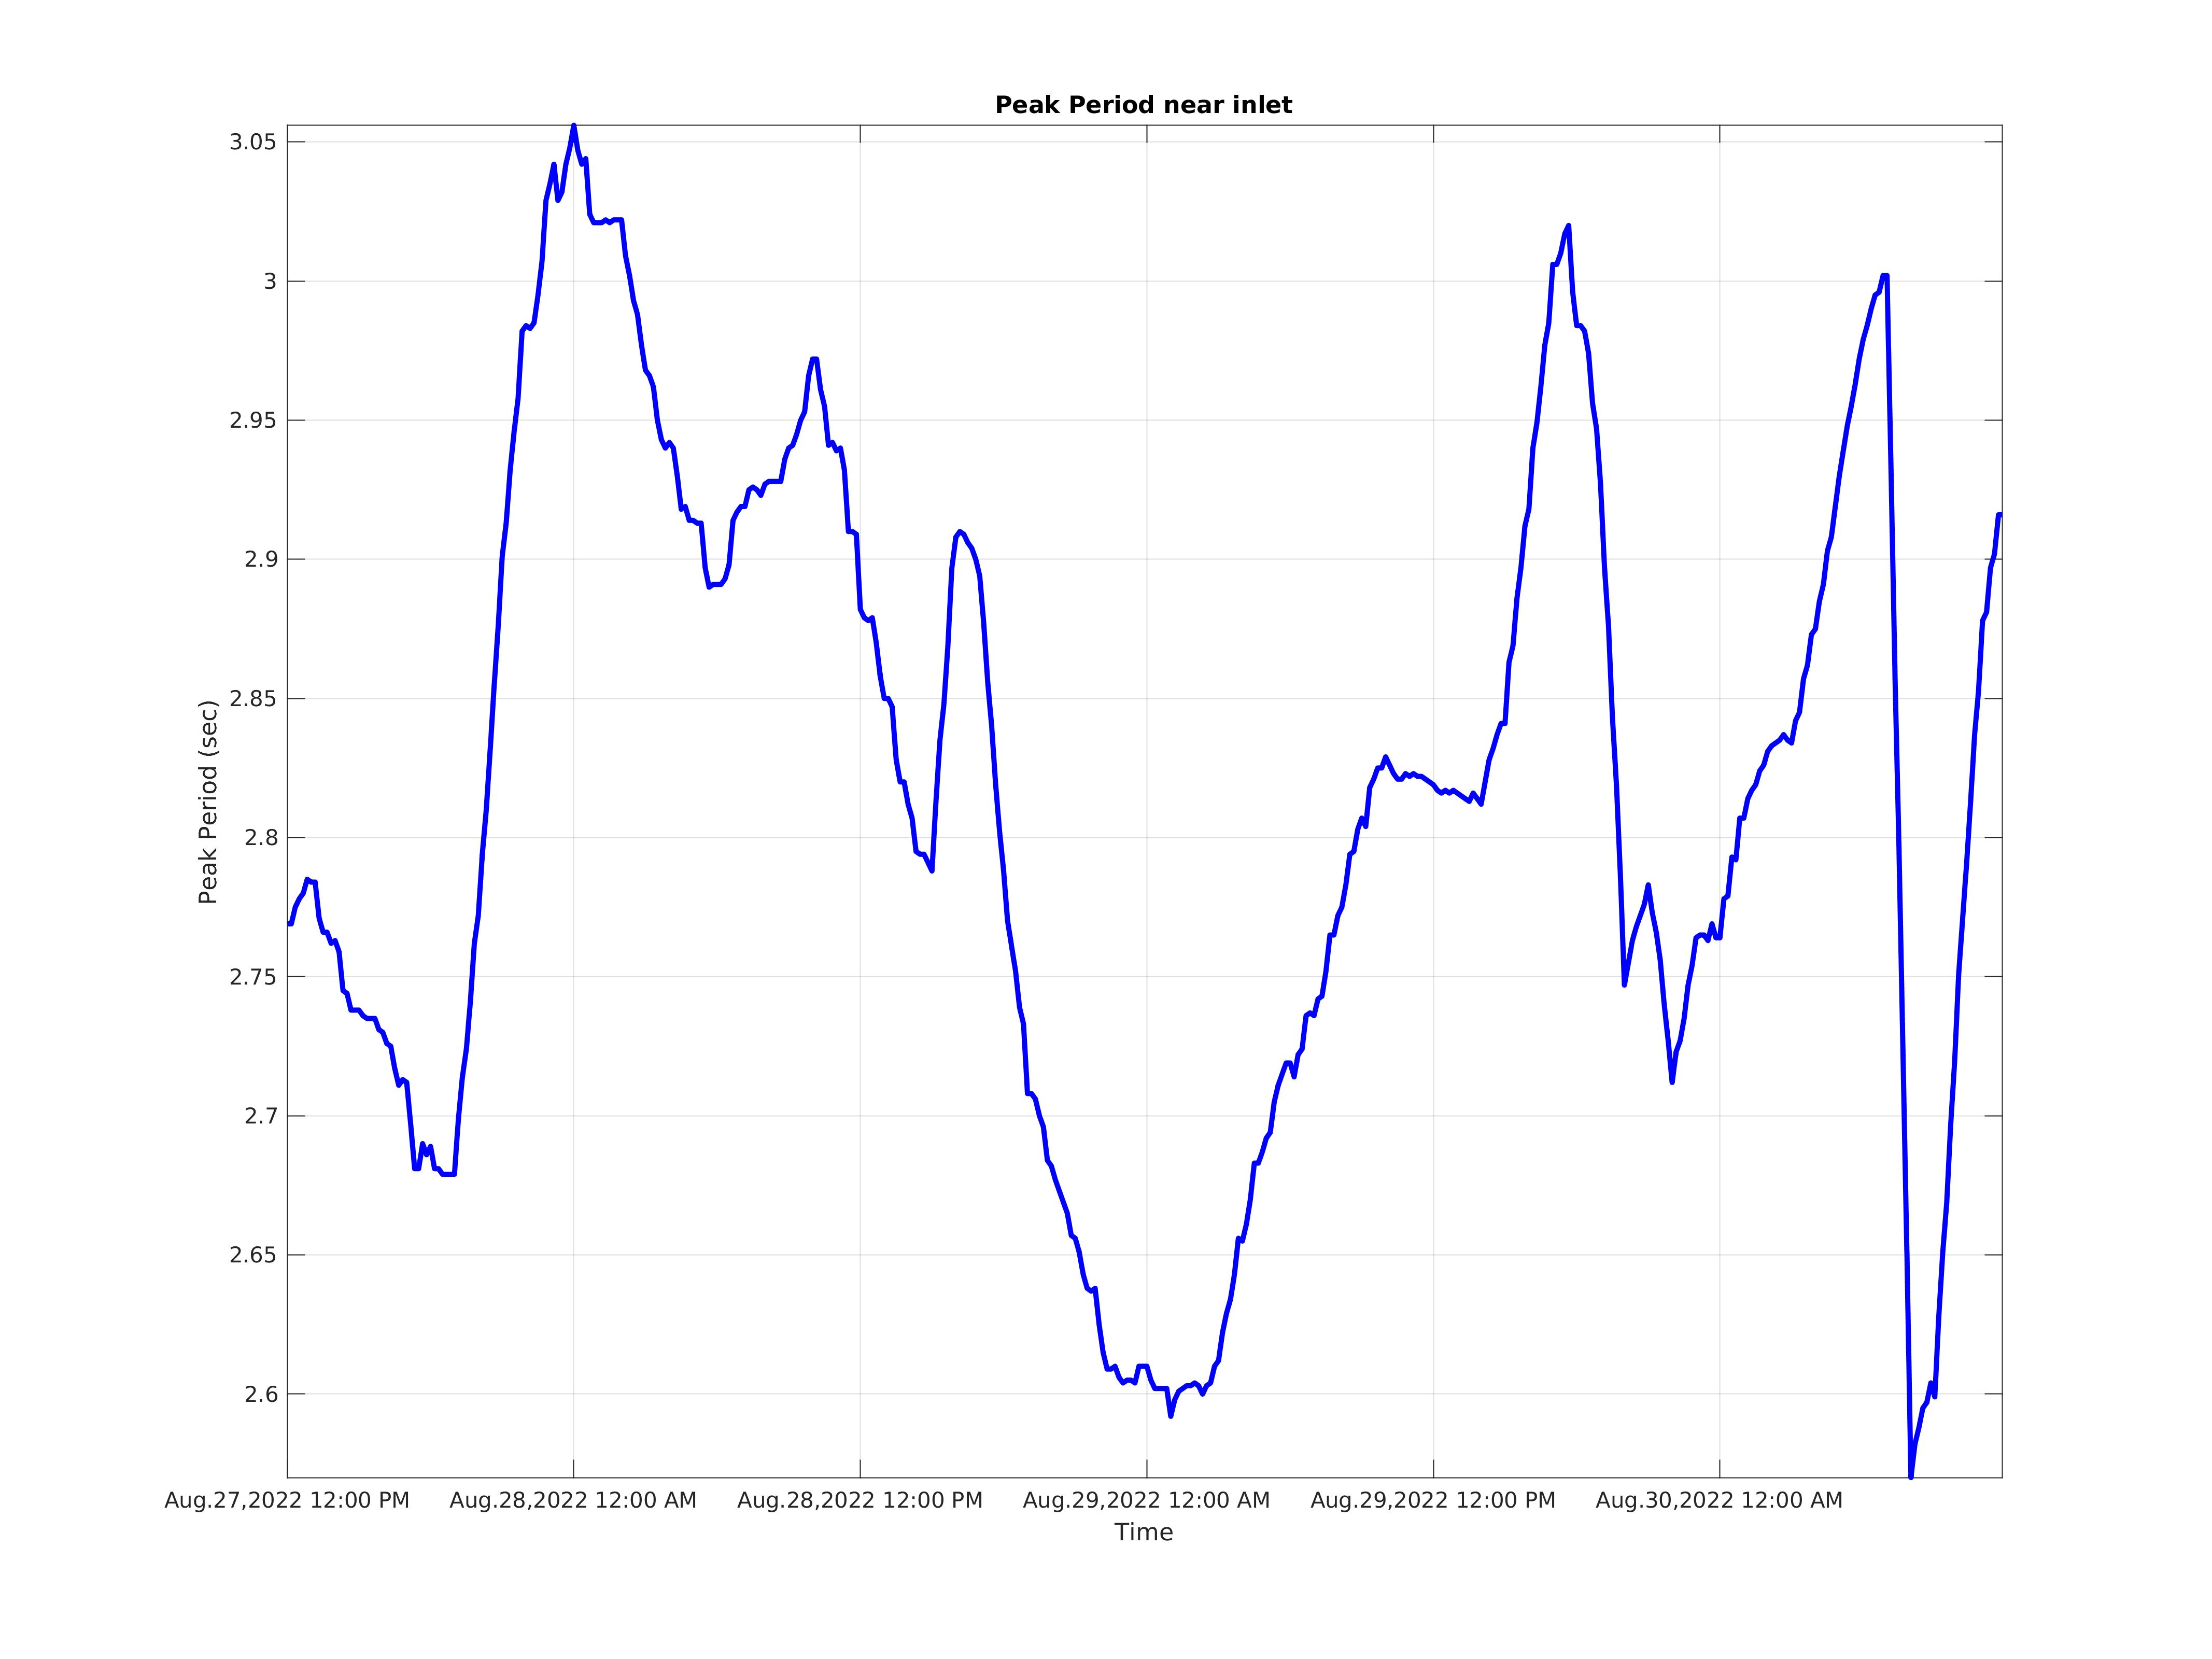 Peak Period near inlet
Peak Period (sec)
3.05
3
2.95
2.9
2.85
2.8
2.75
2.7
2.65
2.6
Aug.27,2022 12:00 PM
Aug.28,2022 12:00 AM
Aug.28,2022 12:00 PM
Aug.29,2022 12:00 AM
Aug.29,2022 12:00 PM
Aug.30,2022 12:00 AM
Time